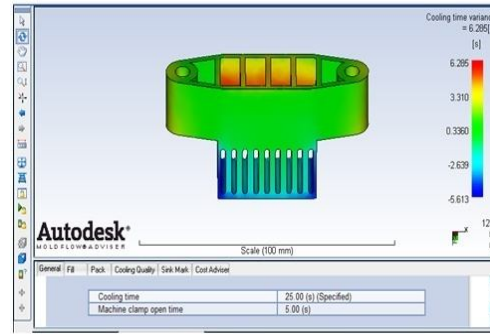 Cooling time varianc
= 6.285[
[s]
6.285
3.310
0.3360
-2.639
-5.613
12
Autodesk®
MOLDFLOW ADVISER
Scale (100 mm)
General Fill Pack Cooling Quality Sink Mark Cost Adviser
Cooling time 25.00 (s) (Specified)
Machine clamp open time 5.00 (s)